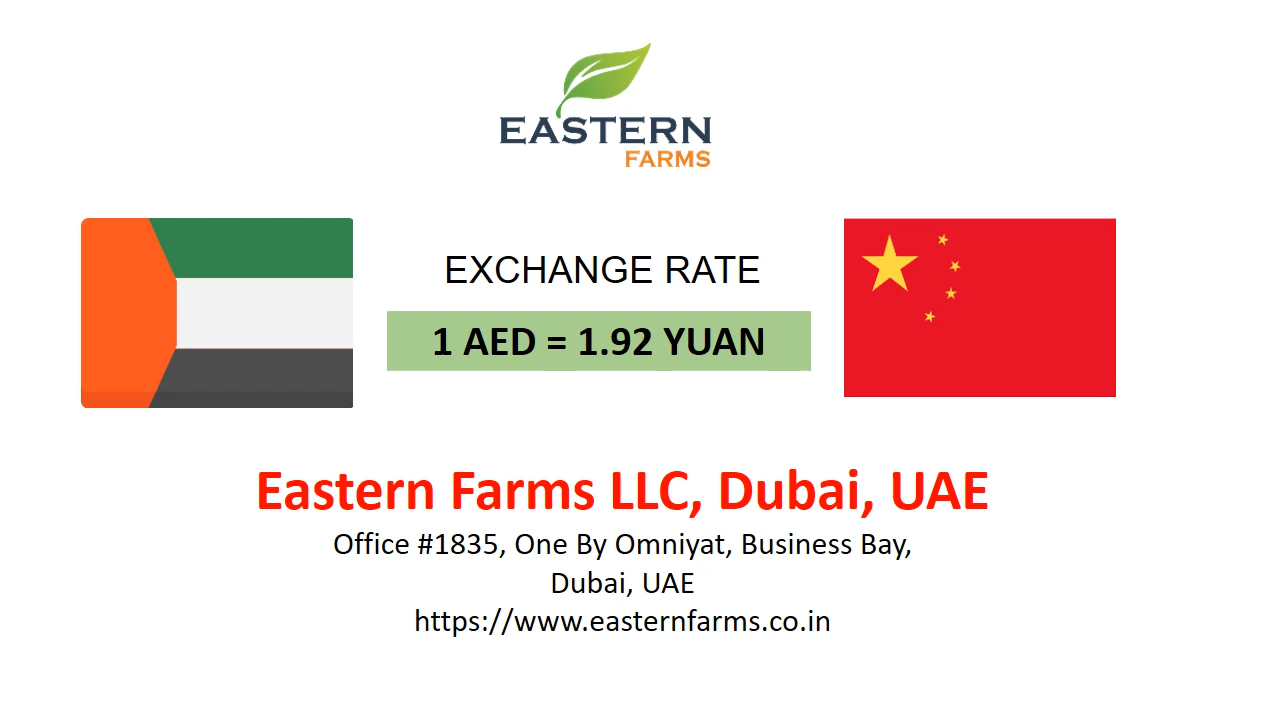 EASTERN
FARMS
EXCHANGE RATE
1 AED = 1.92 YUAN
Eastern Farms LLC, Dubai, UAE
Office #1835, One By Omniyat, Business Bay,
Dubai, UAE
https://www.easternfarms.co.in